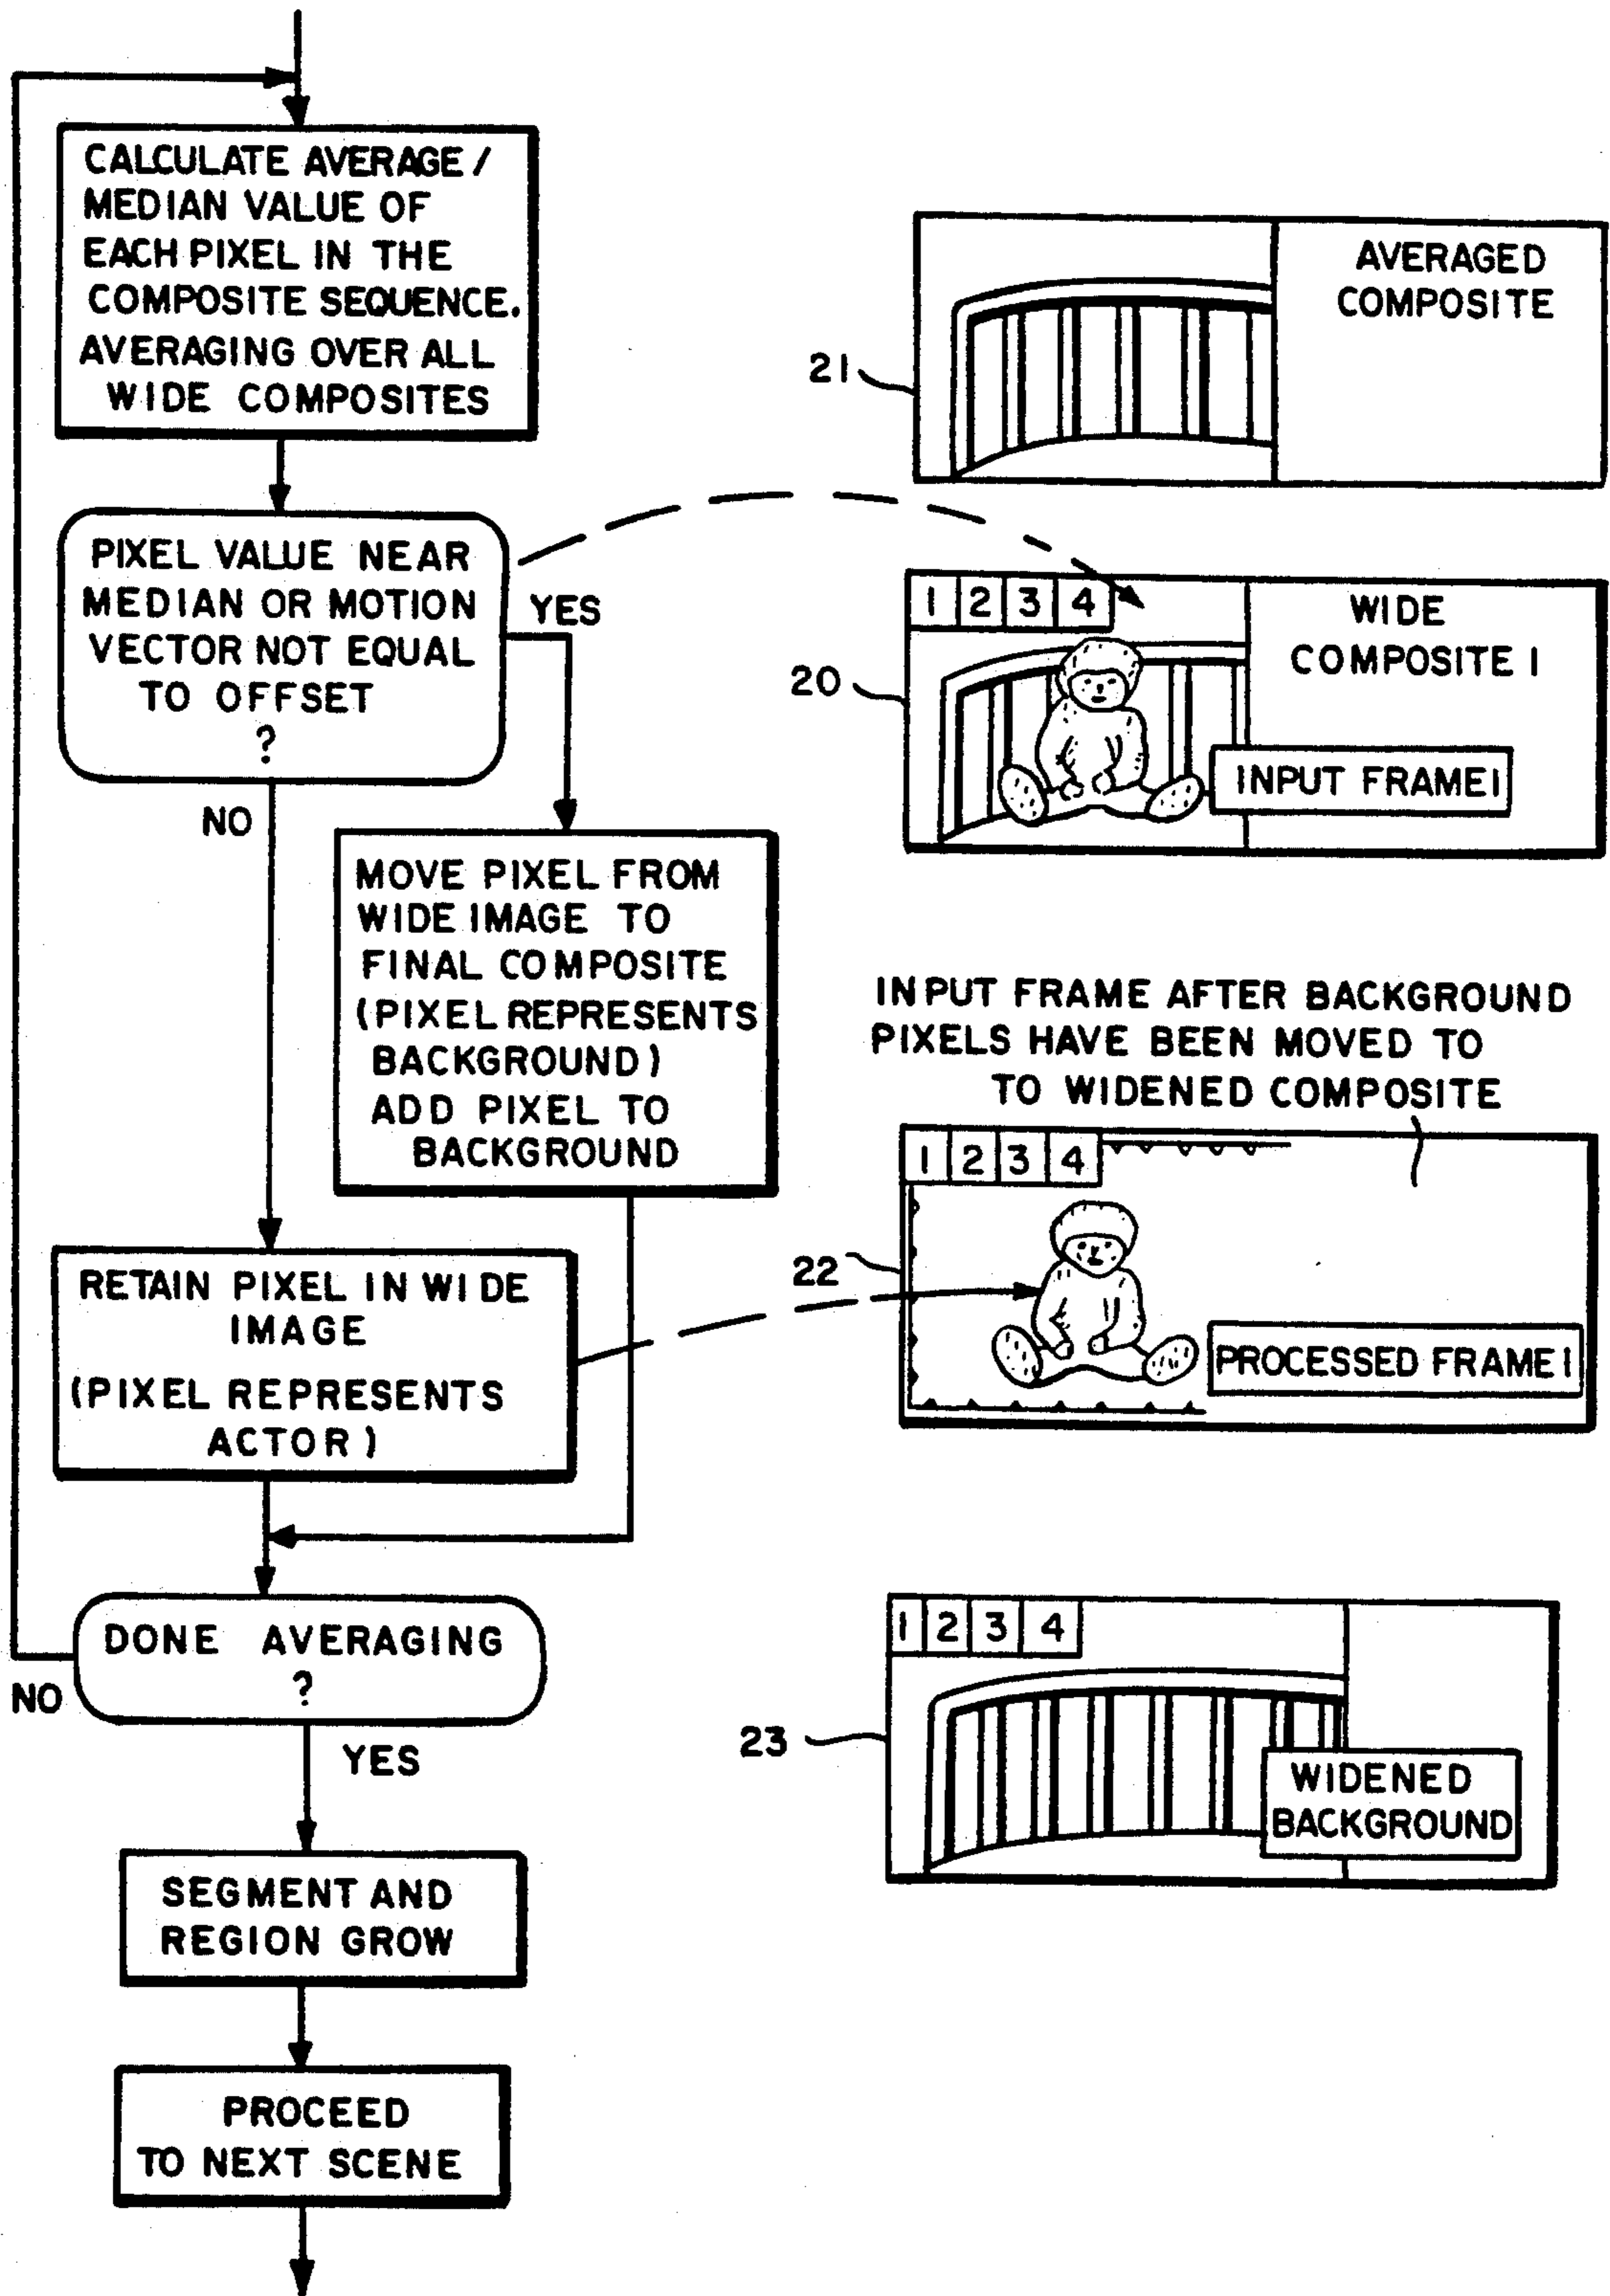 CALCULATE AVERAGE /
MEDIAN VALUE OF
EACH PIXEL IN THE
COMPOSITE SEQUENCE.
AVERAGING OVER ALL
WIDE COMPOSITES
PIXEL VALUE NEAR
MEDIAN OR MOTION
VECTOR NOT EQUAL
TO OFFSET
?
YES
NO
MOVE PIXEL FROM
WIDE IMAGE TO
FINAL COMPOSITE
(PIXEL REPRESENTS
BACKGROUND)
ADD PIXEL TO
BACKGROUND
RETAIN PIXEL IN WIDE
IMAGE
(PIXEL REPRESENTS
ACTOR)
DONE AVERAGING
?
NO
YES
SEGMENT AND
REGION GROW
PROCEED
TO NEXT SCENE
AVERAGED
COMPOSITE
21
1 2 3 4
WIDE
COMPOSITE 1
20
INPUT FRAME 1
INPUT FRAME AFTER BACKGROUND
PIXELS HAVE BEEN MOVED TO
TO WIDENED COMPOSITE
1 2 3 4
22
PROCESSED FRAME 1
1 2 3 4
23
WIDENED
BACKGROUND